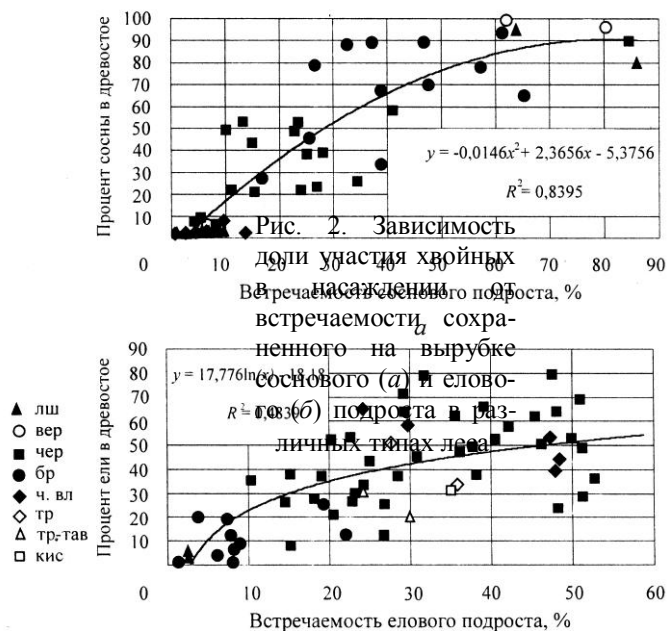 Процент сосны в древостое
100
90
80
70
60
50
40
30
20
10
y = -0,0146x² + 2,3656x - 5,3756
R² = 0,8395
0 10 20 30 40 50 60 70 80 90
Встречаемость соснового подроста, %
а
Рис. 2. Зависимость
доли участия хвойных
в насаждении от
встречаемости сохра-
ненного на вырубке
соснового (а) и елово-
го (б) подроста в раз-
личных типах леса
Процент ели в древостое
90
80
70
60
50
40
30
20
10
0
y = 17,776ln(x) - 18,18
R² = 0,4839
0 10 20 30 40 50 60
Встречаемость елового подроста, %
лш
вер
чер
бр
ч. вл
тр
тр,-тав
кис